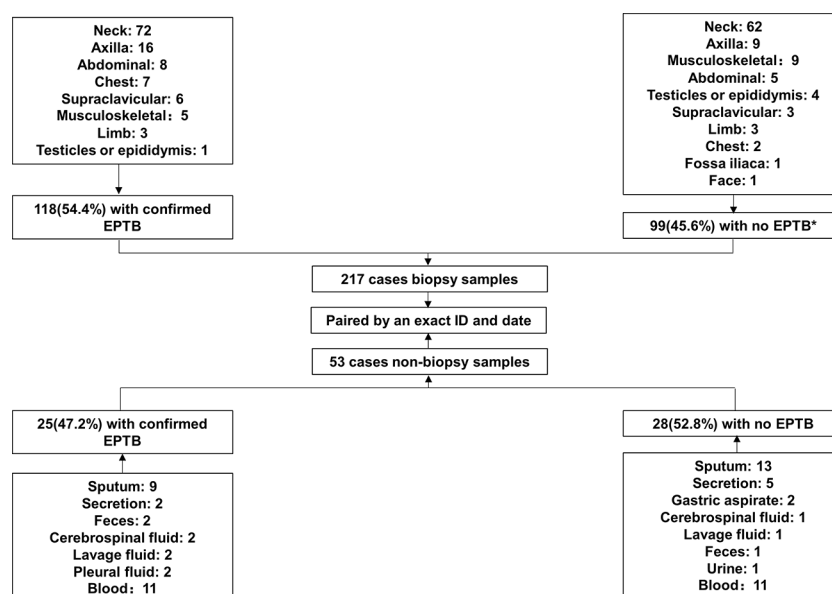 Neck: 72
Axilla: 16
Abdominal: 8
Chest: 7
Supraclavicular: 6
Musculoskeletal：5
Limb: 3
Testicles or epididymis: 1
118(54.4%) with confirmed
EPTB
Neck: 62
Axilla: 9
Musculoskeletal：9
Abdominal: 5
Testicles or epididymis: 4
Supraclavicular: 3
Limb: 3
Chest: 2
Fossa iliaca: 1
Face: 1
99(45.6%) with no EPTB*
217 cases biopsy samples
Paired by an exact ID and date
53 cases non-biopsy samples
25(47.2%) with confirmed
EPTB
Sputum: 9
Secretion: 2
Feces: 2
Cerebrospinal fluid: 2
Lavage fluid: 2
Pleural fluid: 2
Blood：11
28(52.8%) with no EPTB
Sputum: 13
Secretion: 5
Gastric aspirate: 2
Cerebrospinal fluid: 1
Lavage fluid: 1
Feces: 1
Urine: 1
Blood：11